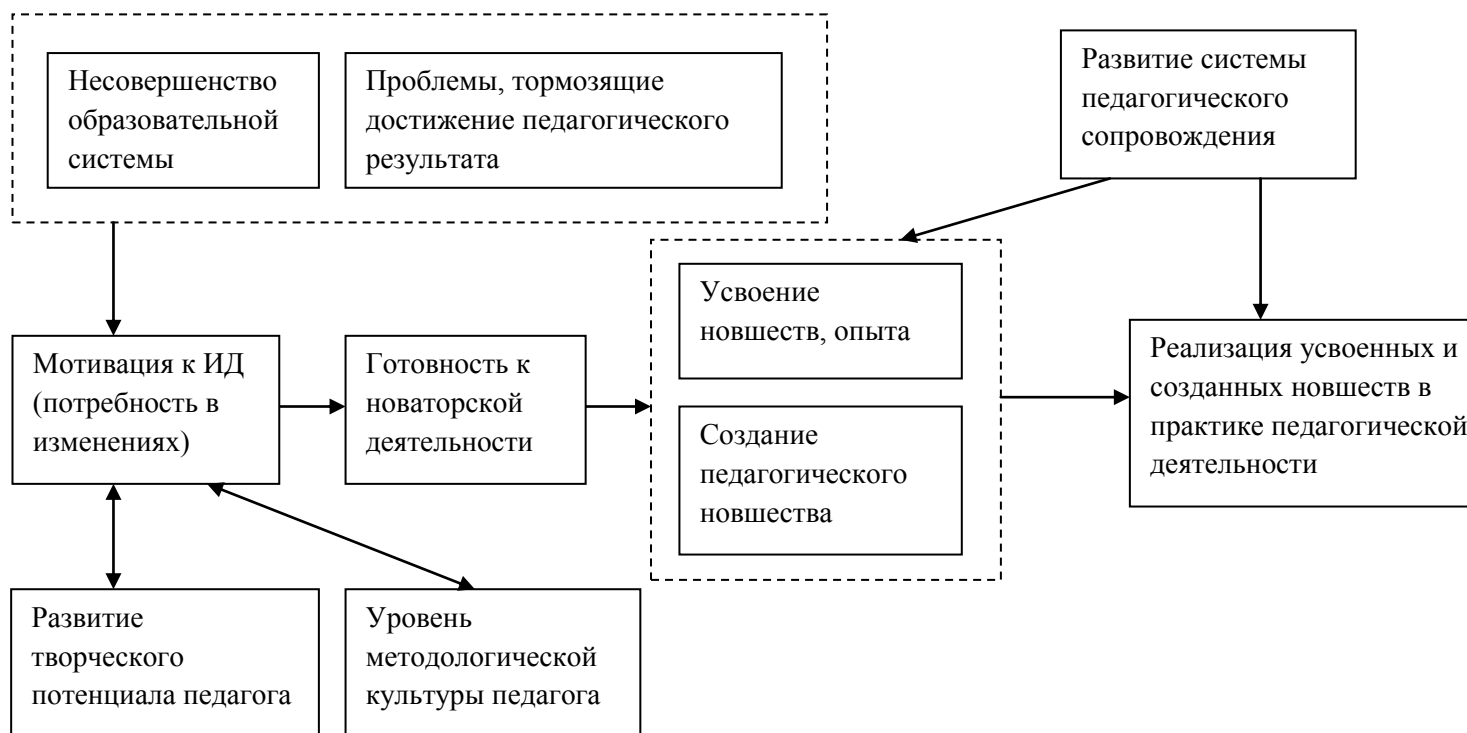 Несовершенство
образовательной
системы
Проблемы, тормозящие
достижение педагогического
результата
Развитие системы
педагогического
сопровождения
Усвоение
новшеств, опыта
Мотивация к ИД
(потребность в
изменениях)
Готовность к
новаторской
деятельности
Создание
педагогического
новшества
Реализация усвоенных и
созданных новшеств в
практике педагогической
деятельности
Развитие
творческого
потенциала педагога
Уровень
методологической
культуры педагога